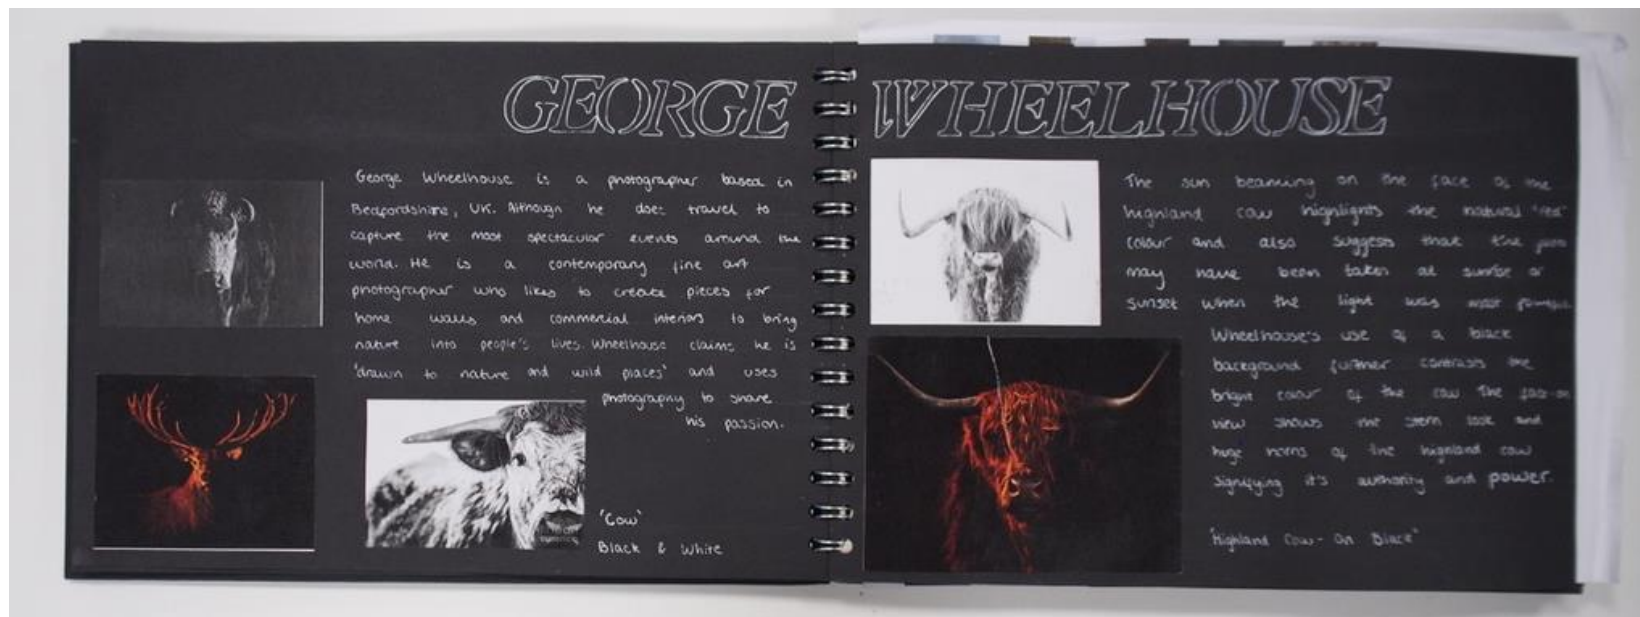 GEORGE WHEELHOUSE
George Wheelhouse is a photographer based in
Bedfordshire, UK. Although he does travel to
capture the most spectacular events around the
world. He is a contemporary fine art
photographer who likes to create pieces for
home walls and commercial interiors to bring
nature into people's lives. Wheelhouse claims he is
'drawn to nature and wild places' and uses
photography to share
his passion.
'Cow'
Black & White
The sun beaming on the face of the
highland cow highlights the natural "red"
colour and also suggests that the photo
may have been taken at sunrise or
sunset when the light was most
Wheelhouse's use of a black
background further contrasts the
bright colour of the cow The face-on
view shows the stern look and
huge horns of the highland cow
signifying it's authority and power.
'Highland Cow - On Black"